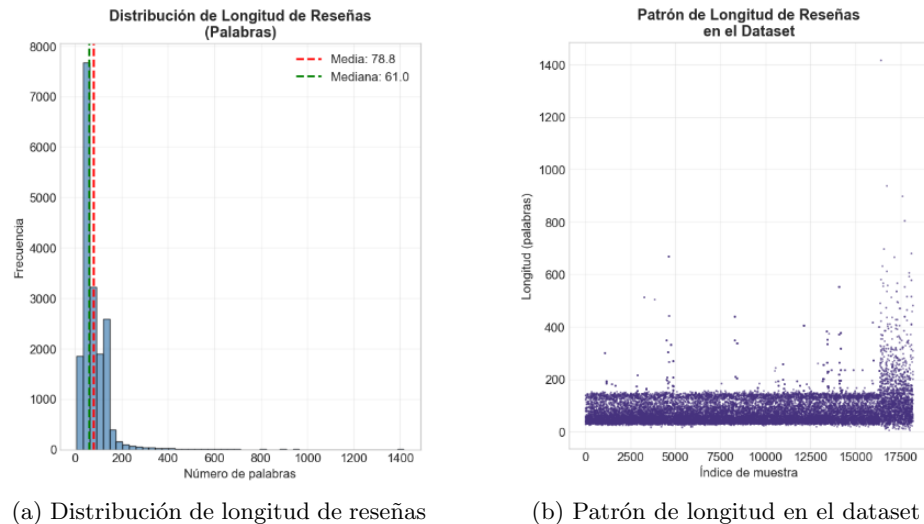 Distribución de Longitud de Reseñas
(Palabras)
8000
7000
6000
5000
4000
3000
2000
1000
0
Frecuencia
Media: 78.8
Mediana: 61.0
0 200 400 600 800 1000 1200 1400
Número de palabras
(a) Distribución de longitud de reseñas
Patrón de Longitud de Reseñas
en el Dataset
1400
1200
1000
800
600
400
200
0
Longitud (palabras)
0 2500 5000 7500 10000 12500 15000 17500
Índice de muestra
(b) Patrón de longitud en el dataset